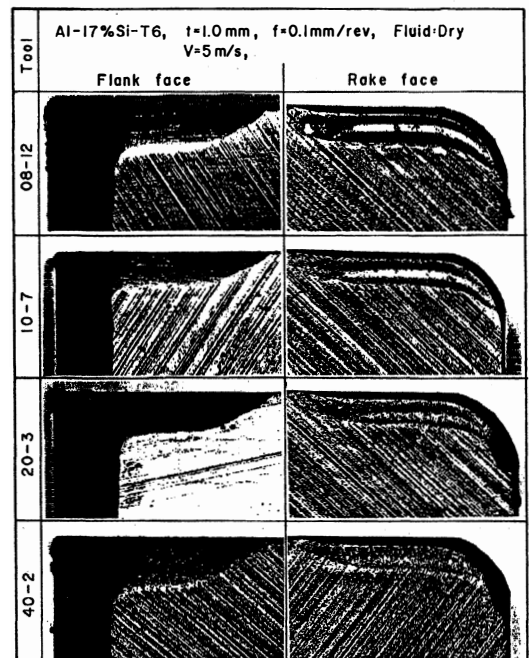 Tool
Al-17%Si-T6, t=1.0mm, f=0.1mm/rev, Fluid:Dry
V=5m/s,
Flank face
Rake face
08-12
10-7
20-3
40-2